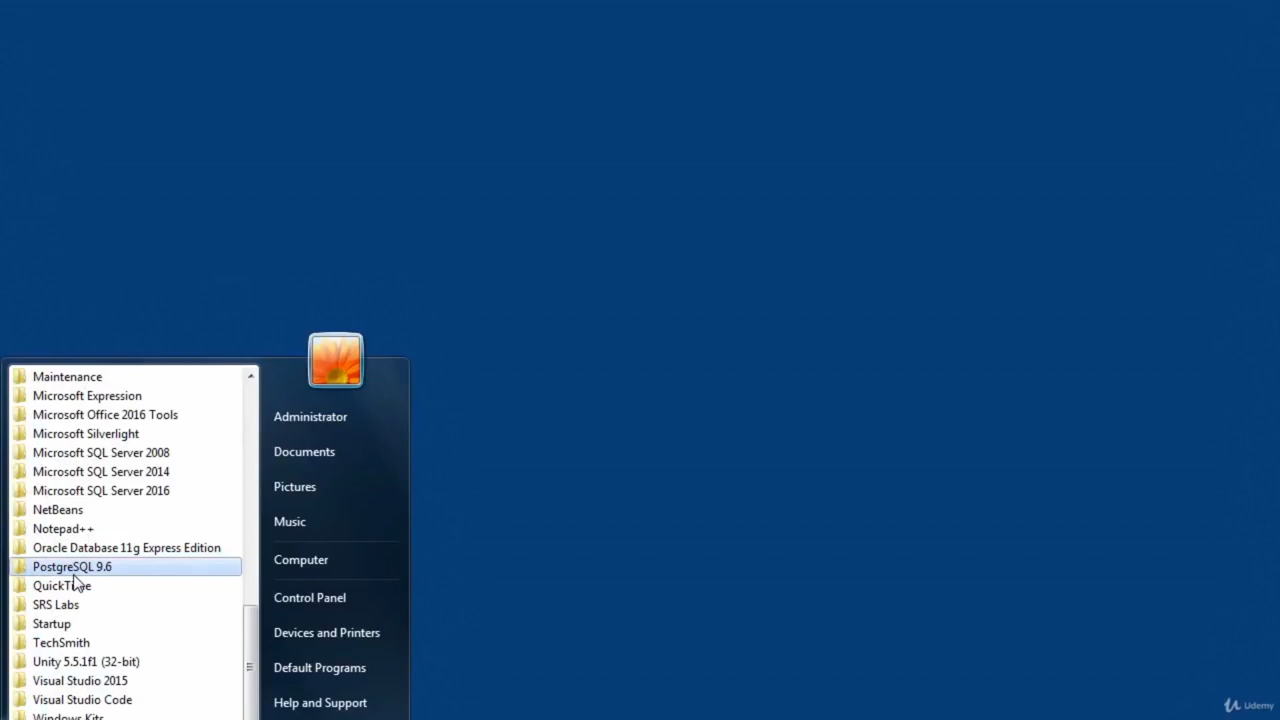 Maintenance
Microsoft Expression
Microsoft Office 2016 Tools
Microsoft Silverlight
Microsoft SQL Server 2008
Microsoft SQL Server 2014
Microsoft SQL Server 2016
NetBeans
Notepad++
Oracle Database 11g Express Edition
PostgreSQL 9.6
QuickTime
SRS Labs
Startup
TechSmith
Unity 5.5.1f1 (32-bit)
Visual Studio 2015
Visual Studio Code
Windows Kits
Administrator
Documents
Pictures
Music
Computer
Control Panel
Devices and Printers
Default Programs
Help and Support
Udemy